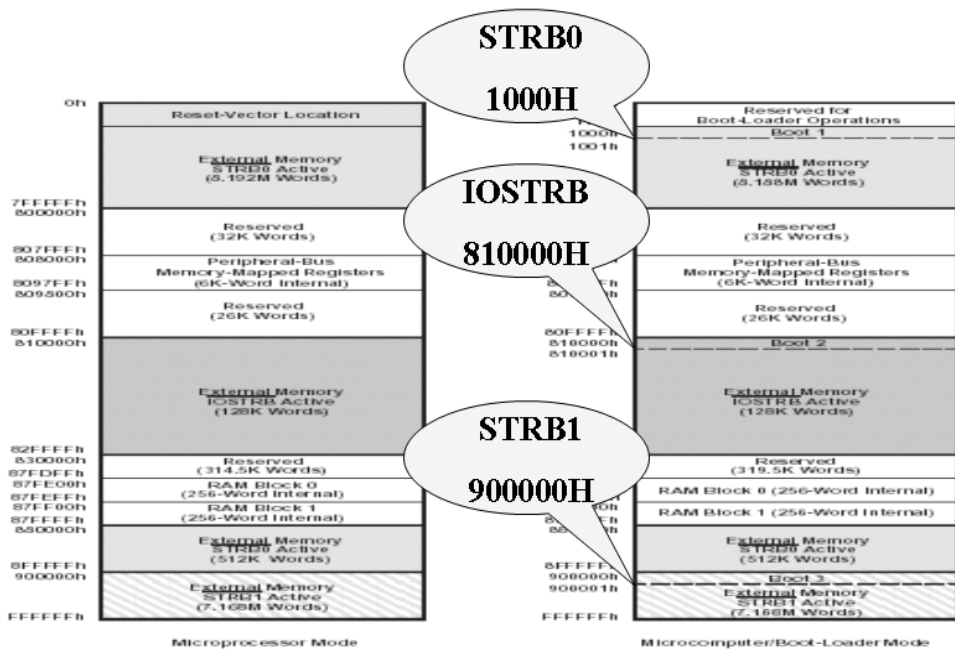 STRB0
1000H
0h
Reset-Vector Location
External Memory
STRB0 Active
(8.192M Words)
7FFFFFh
800000h
Reserved
(32K Words)
807FFFh
808000h
Peripheral-Bus
Memory-Mapped Registers
(6K-Word Internal)
8097FFh
809800h
Reserved
(26K Words)
80FFFFh
810000h
External Memory
IOSTRB Active
(128K Words)
82FFFFh
830000h
Reserved
(314.5K Words)
87FDFFh
87FE00h
RAM Block 0
(256-Word Internal)
87FEFFh
87FF00h
RAM Block 1
(256-Word Internal)
87FFFFh
880000h
External Memory
STRB0 Active
(512K Words)
8FFFFFh
900000h
External Memory
STRB1 Active
(7.168M Words)
FFFFFFh
Microprocessor Mode
Reserved for
Boot-Loader Operations
1000h
Boot 1
1001h
External Memory
STRB0 Active
(8.188M Words)
IOSTRB
810000H
Reserved
(32K Words)
Peripheral-Bus
Memory-Mapped Registers
(6K-Word Internal)
Reserved
(26K Words)
80FFFFh
810000h
Boot 2
810001h
External Memory
IOSTRB Active
(128K Words)
STRB1
900000H
Reserved
(319.5K Words)
RAM Block 0 (256-Word Internal)
RAM Block 1 (256-Word Internal)
External Memory
STRB0 Active
(512K Words)
8FFFFFh
900000h
Boot 3
900001h
External Memory
STRB1 Active
(7.168M Words)
FFFFFFh
Microcomputer/Boot-Loader Mode